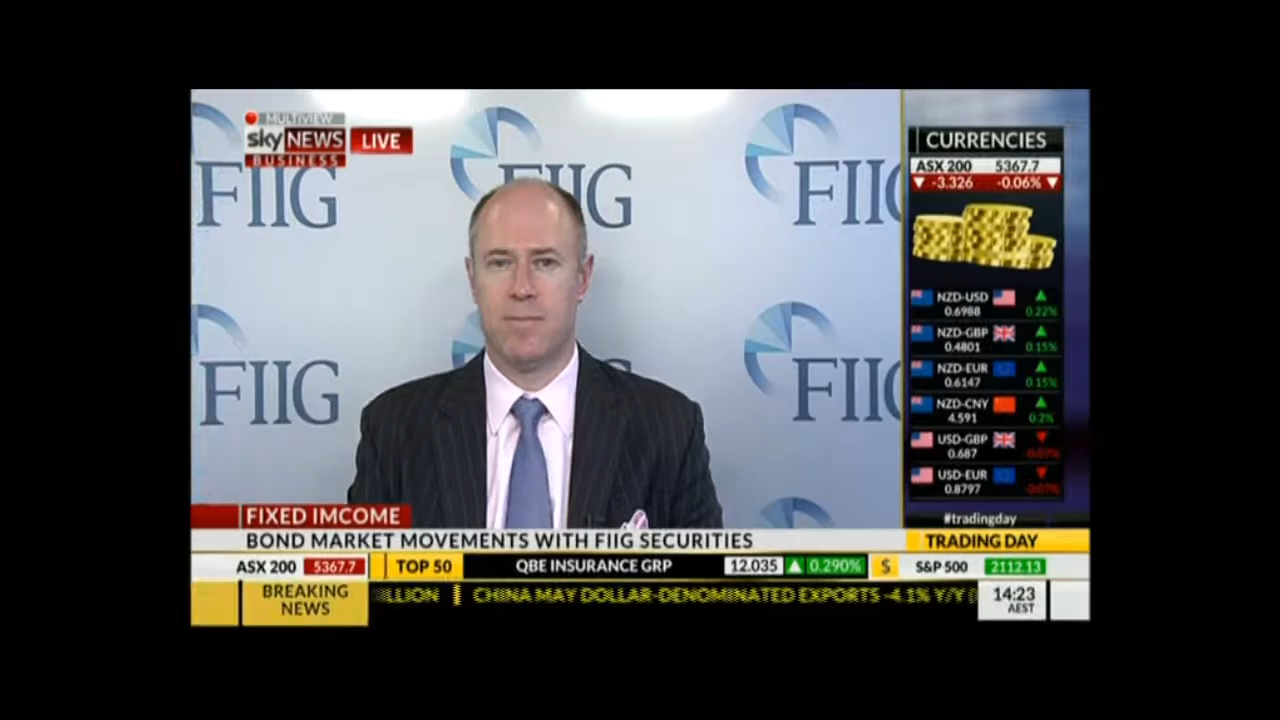 MULTIVIEW
sky NEWS
BUSINESS
LIVE
FIIG
FIIG
FIIG
FIIG
FIIG
CURRENCIES
ASX 200 5367.7
-3.326 -0.06%
NZD-USD
0.6988 0.22%
NZD-GBP
0.4801 0.15%
NZD-EUR
0.6147 0.15%
NZD-CNY
4.591 0.2%
USD-GBP
0.687 -0.07%
USD-EUR
0.8797 -0.07%
#tradingday
FIXED IMCOME
BOND MARKET MOVEMENTS WITH FIIG SECURITIES
TRADING DAY
ASX 200 5367.7 TOP 50 QBE INSURANCE GRP 12.035 0.290% $ S&P 500 2112.13
BREAKING
NEWS
CHINA MAY DOLLAR-DENOMINATED EXPORTS -4.1% Y/Y
14:23
AEST